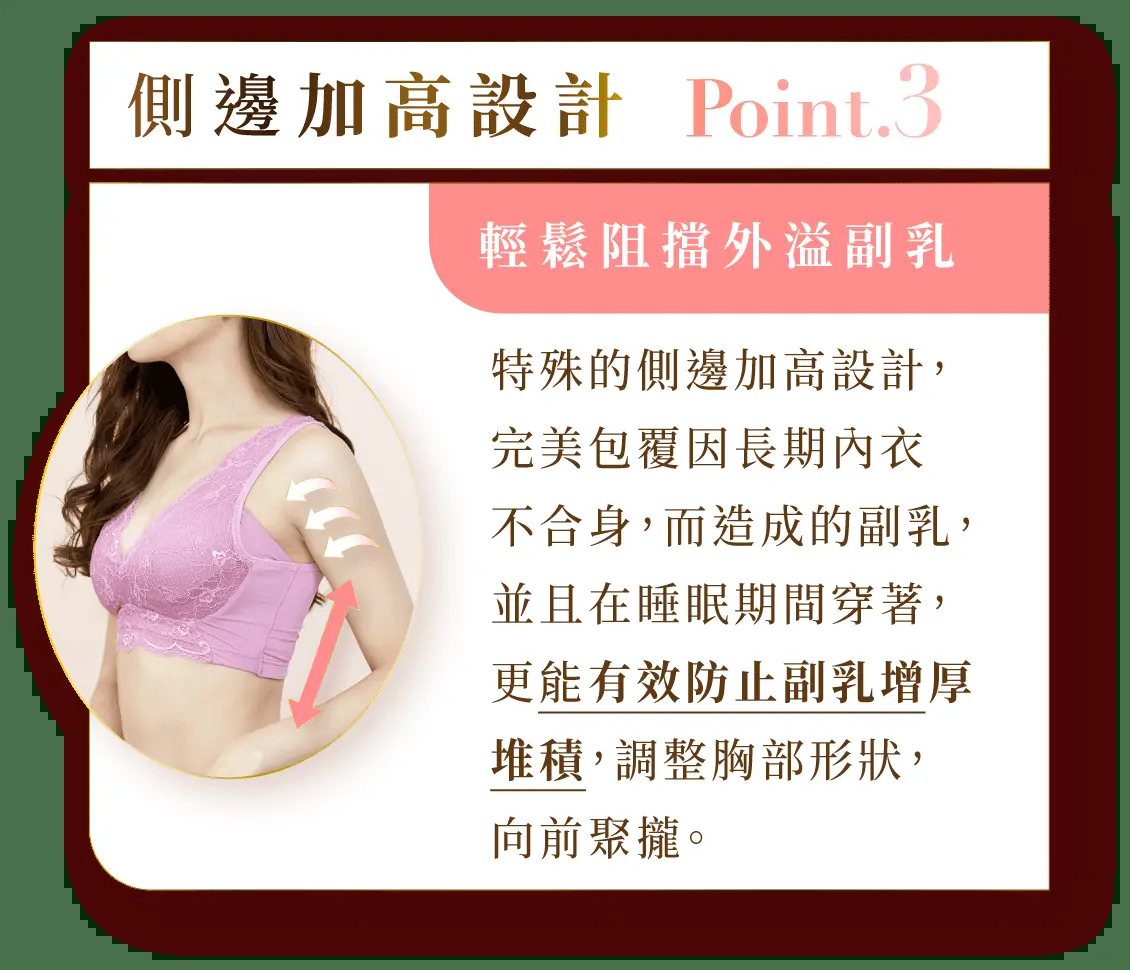 側邊加高設計 Point.3
輕鬆阻擋外溢副乳
特殊的側邊加高設計，
完美包覆因長期內衣
不合身，而造成的副乳，
並且在睡眠期間穿著，
更能有效防止副乳增厚
堆積，調整胸部形狀，
向前聚攏。